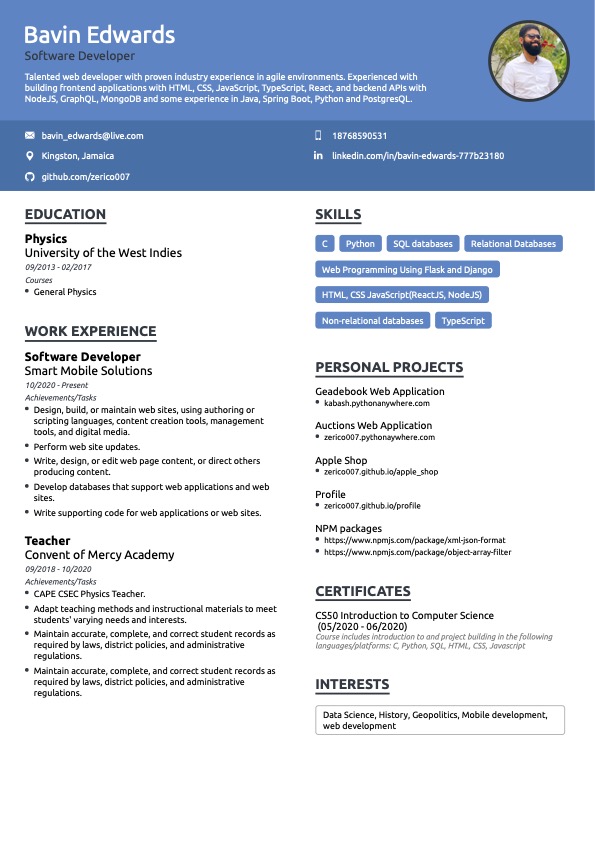 Bavin Edwards
Software Developer
Talented web developer with proven industry experience in agile environments. Experienced with
building frontend applications with HTML, CSS, JavaScript, TypeScript, React, and backend APIs with
NodeJS, GraphQL, MongoDB and some experience in Java, Spring Boot, Python and PostgresQL.
bavin_edwards@live.com
18768590531
Kingston, Jamaica
linkedin.com/in/bavin-edwards-777b23180
github.com/zerico007
EDUCATION
Physics
University of the West Indies
09/2013 - 02/2017
Courses
General Physics
WORK EXPERIENCE
Software Developer
Smart Mobile Solutions
10/2020 - Present
Achievements/Tasks
Design, build, or maintain web sites, using authoring or
scripting languages, content creation tools, management
tools, and digital media.
Perform web site updates.
Write, design, or edit web page content, or direct others
producing content.
Develop databases that support web applications and web
sites.
Write supporting code for web applications or web sites.
Teacher
Convent of Mercy Academy
09/2018 - 10/2020
Achievements/Tasks
CAPE CSEC Physics Teacher.
Adapt teaching methods and instructional materials to meet
students' varying needs and interests.
Maintain accurate, complete, and correct student records as
required by laws, district policies, and administrative
regulations.
Maintain accurate, complete, and correct student records as
required by laws, district policies, and administrative
regulations.
SKILLS
C
Python
SQL databases
Relational Databases
Web Programming Using Flask and Django
HTML, CSS JavaScript(ReactJS, NodeJS)
Non-relational databases
TypeScript
PERSONAL PROJECTS
Geadebook Web Application
kabash.pythonanywhere.com
Auctions Web Application
zerico007.pythonaywhere.com
Apple Shop
zerico007.github.io/apple_shop
Profile
zerico007.github.io/profile
NPM packages
https://www.npmjs.com/package/xml-json-format
https://www.npmjs.com/package/object-array-filter
CERTIFICATES
CS50 Introduction to Computer Science
(05/2020 - 06/2020)
Course includes introduction to and project building in the following
languages/platforms: C, Python, SQL, HTML, CSS, Javascript
INTERESTS
Data Science, History, Geopolitics, Mobile development,
web development